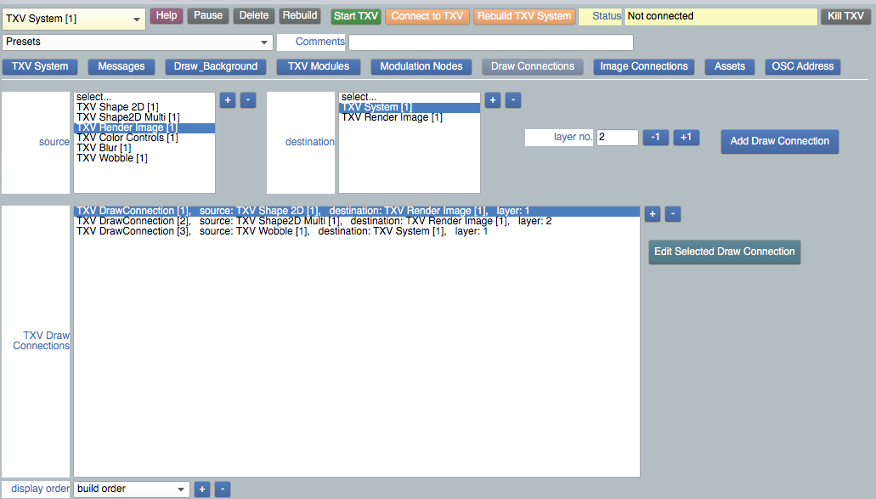 TXV System [1] Help Pause Delete Rebuild Start TXV Connect to TXV Rebuild TXV System Status Not connected Kill TXV
Presets Comments
TXV System Messages Draw_Background TXV Modules Modulation Nodes Draw Connections Image Connections Assets OSC Address
source
select...
TXV Shape 2D [1]
TXV Shape2D Multi [1]
TXV Render Image [1]
TXV Color Controls [1]
TXV Blur [1]
TXV Wobble [1]
+ -
destination
select...
TXV System [1]
TXV Render Image [1]
+ -
layer no. 2 -1 +1 Add Draw Connection
TXV Draw
Connections
TXV DrawConnection [1], source: TXV Shape 2D [1], destination: TXV Render Image [1], layer: 1
TXV DrawConnection [2], source: TXV Shape2D Multi [1], destination: TXV Render Image [1], layer: 2
TXV DrawConnection [3], source: TXV Wobble [1], destination: TXV System [1], layer: 1
+ -
Edit Selected Draw Connection
display order build order + -